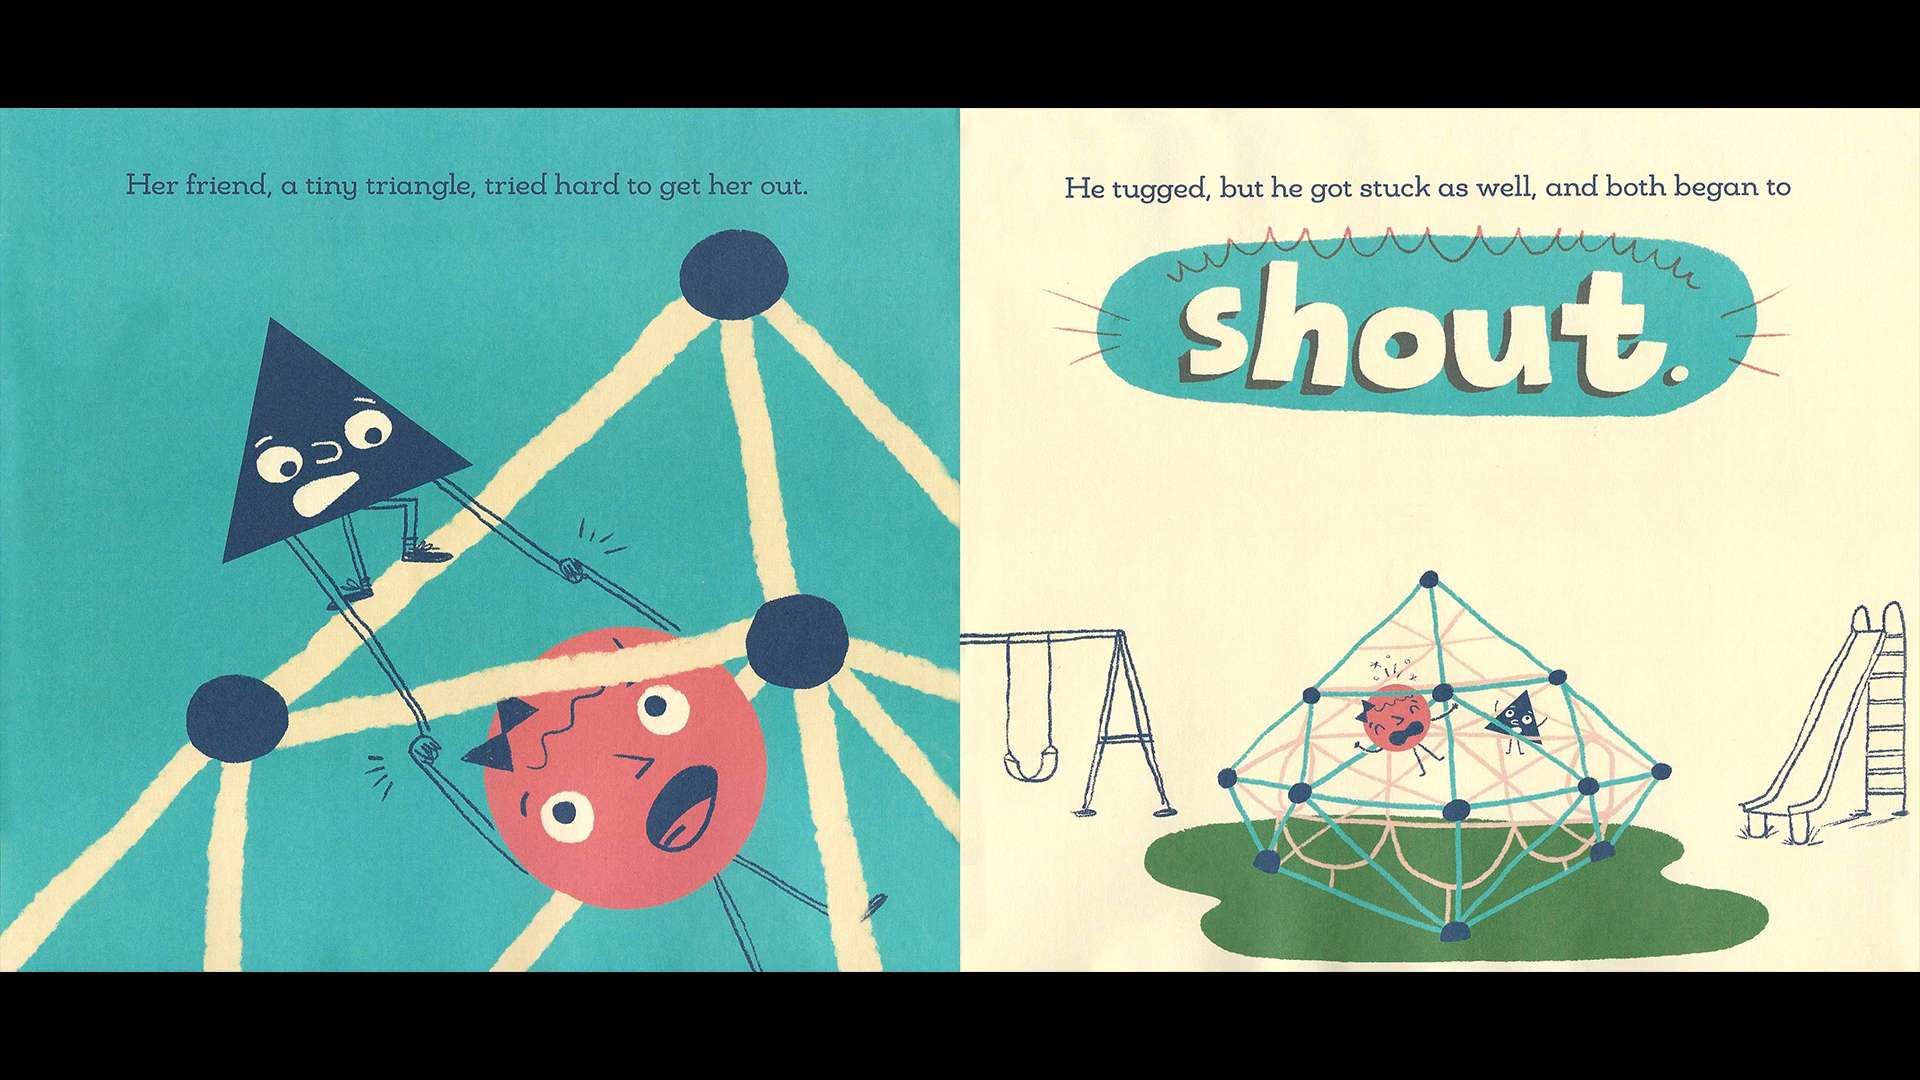 Her friend, a tiny triangle, tried hard to get her out.
He tugged, but he got stuck as well, and both began to
shout.